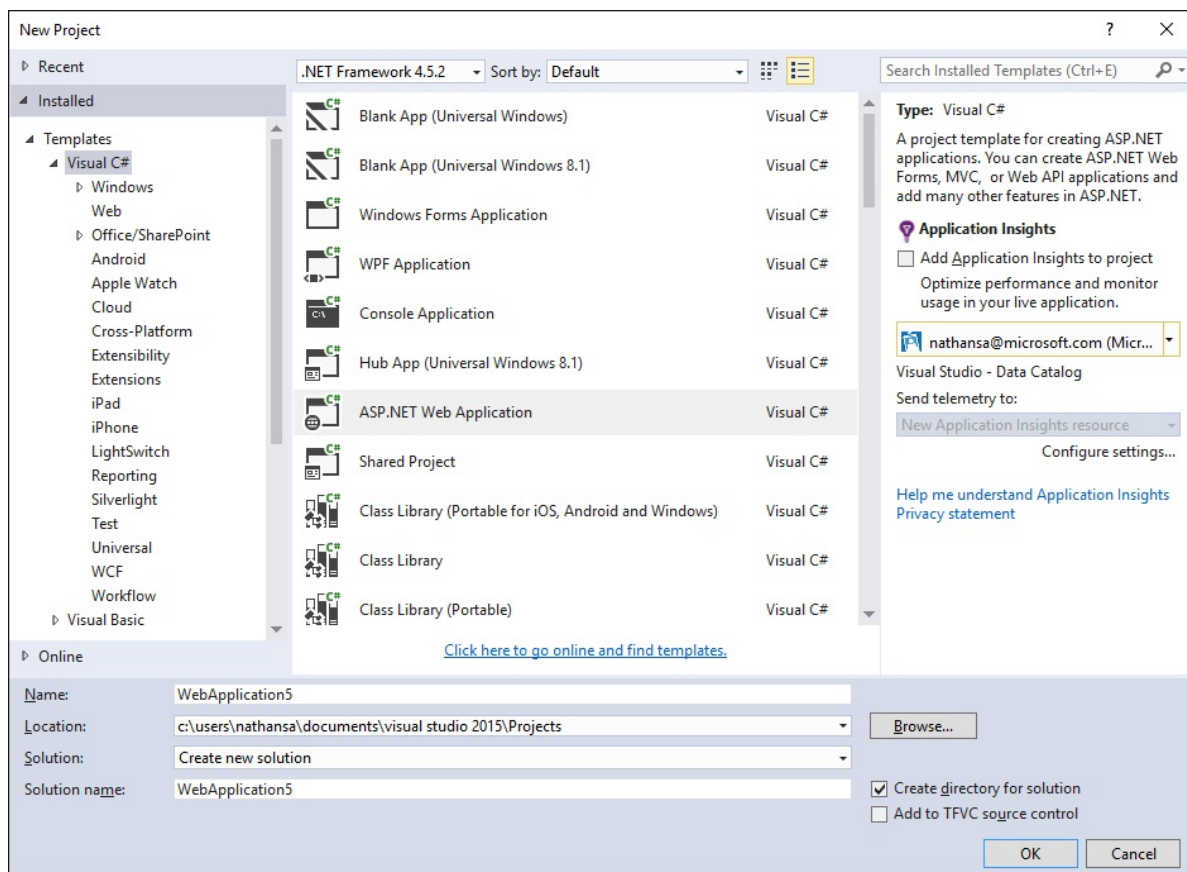 New Project
?
Recent
Installed
Templates
Visual C#
Windows
Web
Office/SharePoint
Android
Apple Watch
Cloud
Cross-Platform
Extensibility
Extensions
iPad
iPhone
LightSwitch
Reporting
Silverlight
Test
Universal
WCF
Workflow
Visual Basic
Online
.NET Framework 4.5.2 Sort by: Default
Blank App (Universal Windows) Visual C#
Blank App (Universal Windows 8.1) Visual C#
Windows Forms Application Visual C#
WPF Application Visual C#
Console Application Visual C#
Hub App (Universal Windows 8.1) Visual C#
ASP.NET Web Application Visual C#
Shared Project Visual C#
Class Library (Portable for iOS, Android and Windows) Visual C#
Class Library Visual C#
Class Library (Portable) Visual C#
Click here to go online and find templates.
Search Installed Templates (Ctrl+E)
Type: Visual C#
A project template for creating ASP.NET
applications. You can create ASP.NET Web
Forms, MVC, or Web API applications and
add many other features in ASP.NET.
Application Insights
Add Application Insights to project
Optimize performance and monitor
usage in your live application.
nathansa@microsoft.com (Micr...
Visual Studio - Data Catalog
Send telemetry to:
New Application Insights resource
Configure settings...
Help me understand Application Insights
Privacy statement
Name: WebApplication5
Location: c:\users\nathansa\documents\visual studio 2015\Projects
Browse...
Solution: Create new solution
Solution name: WebApplication5
Create directory for solution
Add to TFVC source control
OK Cancel